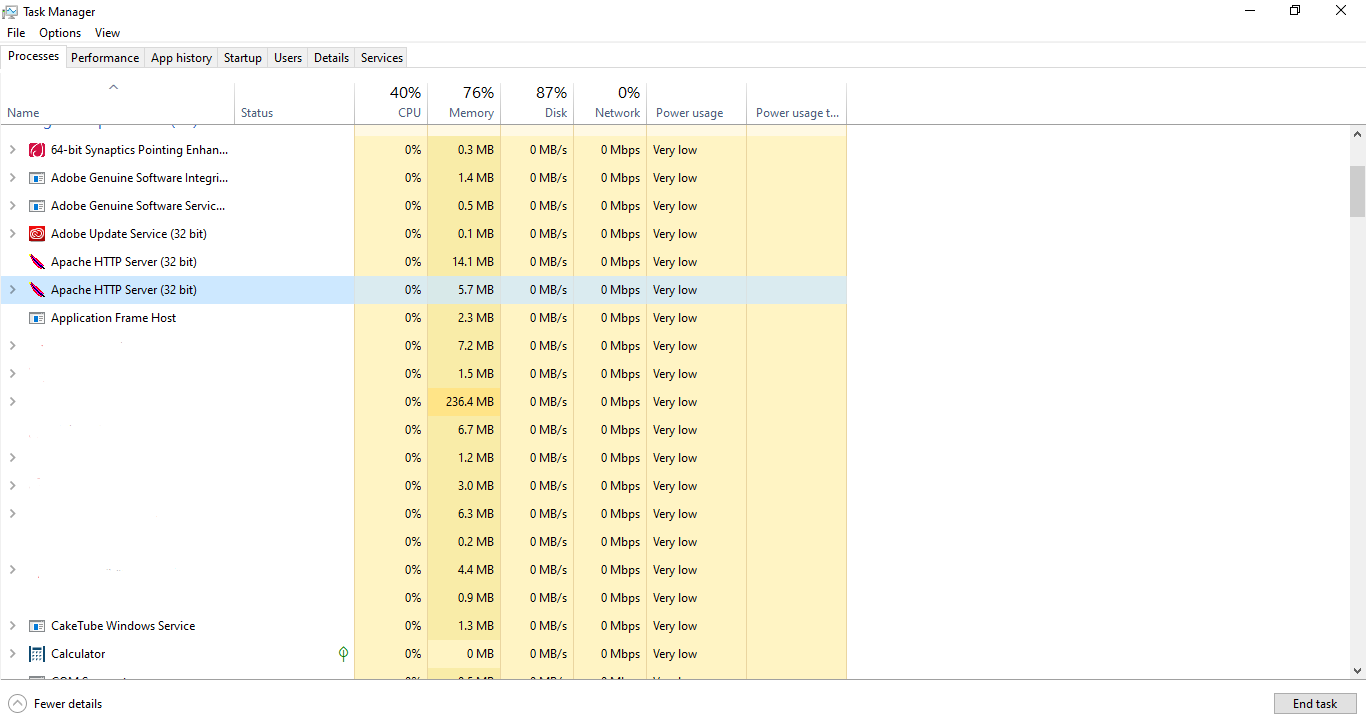 Task Manager
File Options View
Processes Performance App history Startup Users Details Services
40% 76% 87% 0%
Name Status CPU Memory Disk Network Power usage Power usage t...
64-bit Synaptics Pointing Enhan... 0% 0.3 MB 0 MB/s 0 Mbps Very low
Adobe Genuine Software Integri... 0% 1.4 MB 0 MB/s 0 Mbps Very low
Adobe Genuine Software Servic... 0% 0.5 MB 0 MB/s 0 Mbps Very low
Adobe Update Service (32 bit) 0% 0.1 MB 0 MB/s 0 Mbps Very low
Apache HTTP Server (32 bit) 0% 14.1 MB 0 MB/s 0 Mbps Very low
Apache HTTP Server (32 bit) 0% 5.7 MB 0 MB/s 0 Mbps Very low
Application Frame Host 0% 2.3 MB 0 MB/s 0 Mbps Very low
0% 7.2 MB 0 MB/s 0 Mbps Very low
0% 1.5 MB 0 MB/s 0 Mbps Very low
0% 236.4 MB 0 MB/s 0 Mbps Very low
0% 6.7 MB 0 MB/s 0 Mbps Very low
0% 1.2 MB 0 MB/s 0 Mbps Very low
0% 3.0 MB 0 MB/s 0 Mbps Very low
0% 6.3 MB 0 MB/s 0 Mbps Very low
0% 0.2 MB 0 MB/s 0 Mbps Very low
0% 4.4 MB 0 MB/s 0 Mbps Very low
0% 0.9 MB 0 MB/s 0 Mbps Very low
CakeTube Windows Service 0% 1.3 MB 0 MB/s 0 Mbps Very low
Calculator 0% 0 MB 0 MB/s 0 Mbps Very low
Fewer details End task